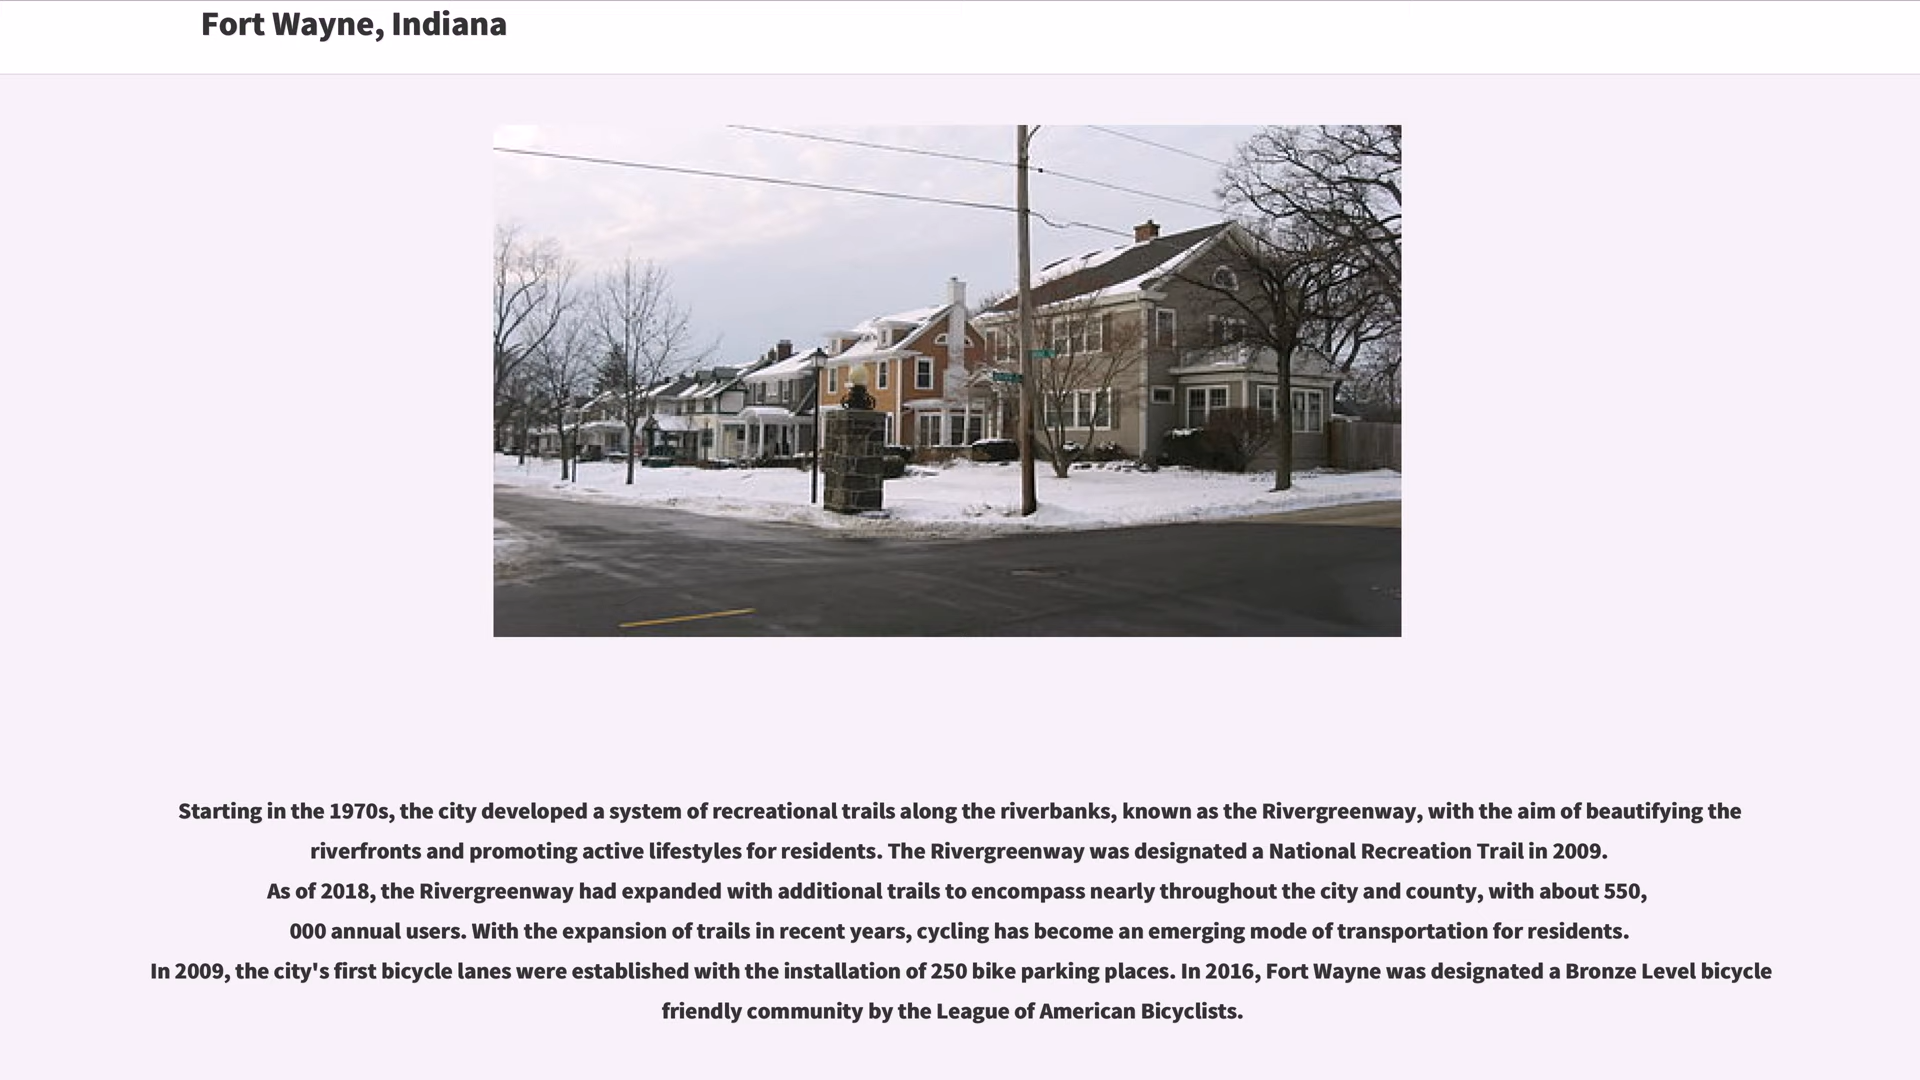 Fort Wayne, Indiana
Starting in the 1970s, the city developed a system of recreational trails along the riverbanks, known as the Rivergreenway, with the aim of beautifying the
riverfronts and promoting active lifestyles for residents. The Rivergreenway was designated a National Recreation Trail in 2009.
As of 2018, the Rivergreenway had expanded with additional trails to encompass nearly throughout the city and county, with about 550,
000 annual users. With the expansion of trails in recent years, cycling has become an emerging mode of transportation for residents.
In 2009, the city's first bicycle lanes were established with the installation of 250 bike parking places. In 2016, Fort Wayne was designated a Bronze Level bicycle
friendly community by the League of American Bicyclists.